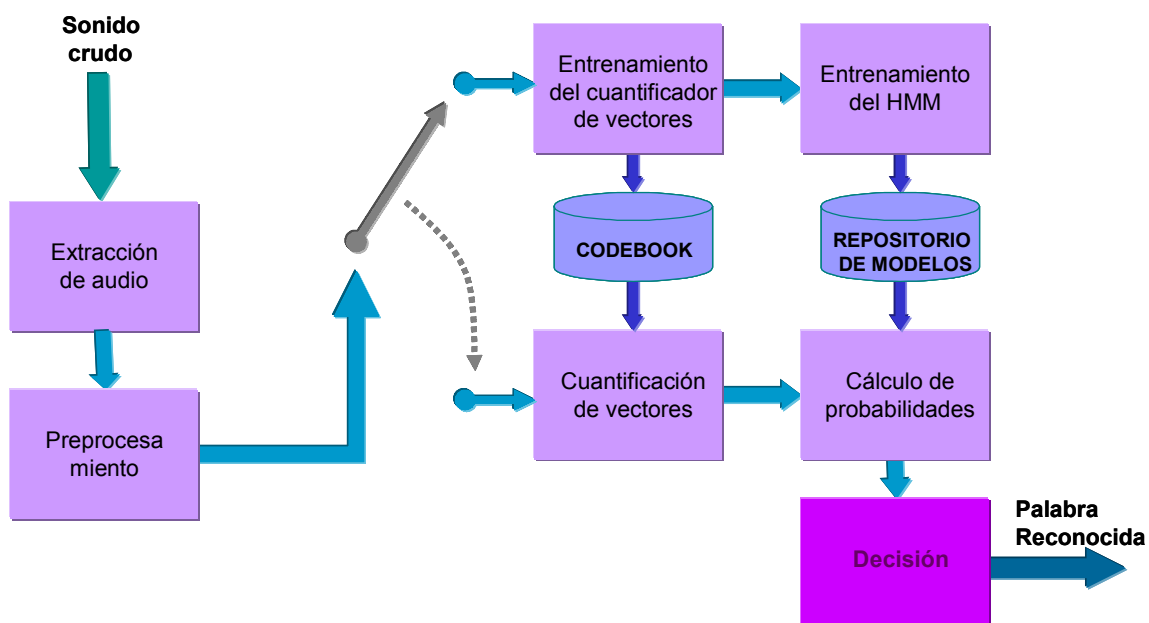 Sonido
crudo
Extracción
de audio
Preprocesa
miento
Entrenamiento
del cuantificador
de vectores
Entrenamiento
del HMM
CODEBOOK
REPOSITORIO
DE MODELOS
Cuantificación
de vectores
Cálculo de
probabilidades
Decisión
Palabra
Reconocida